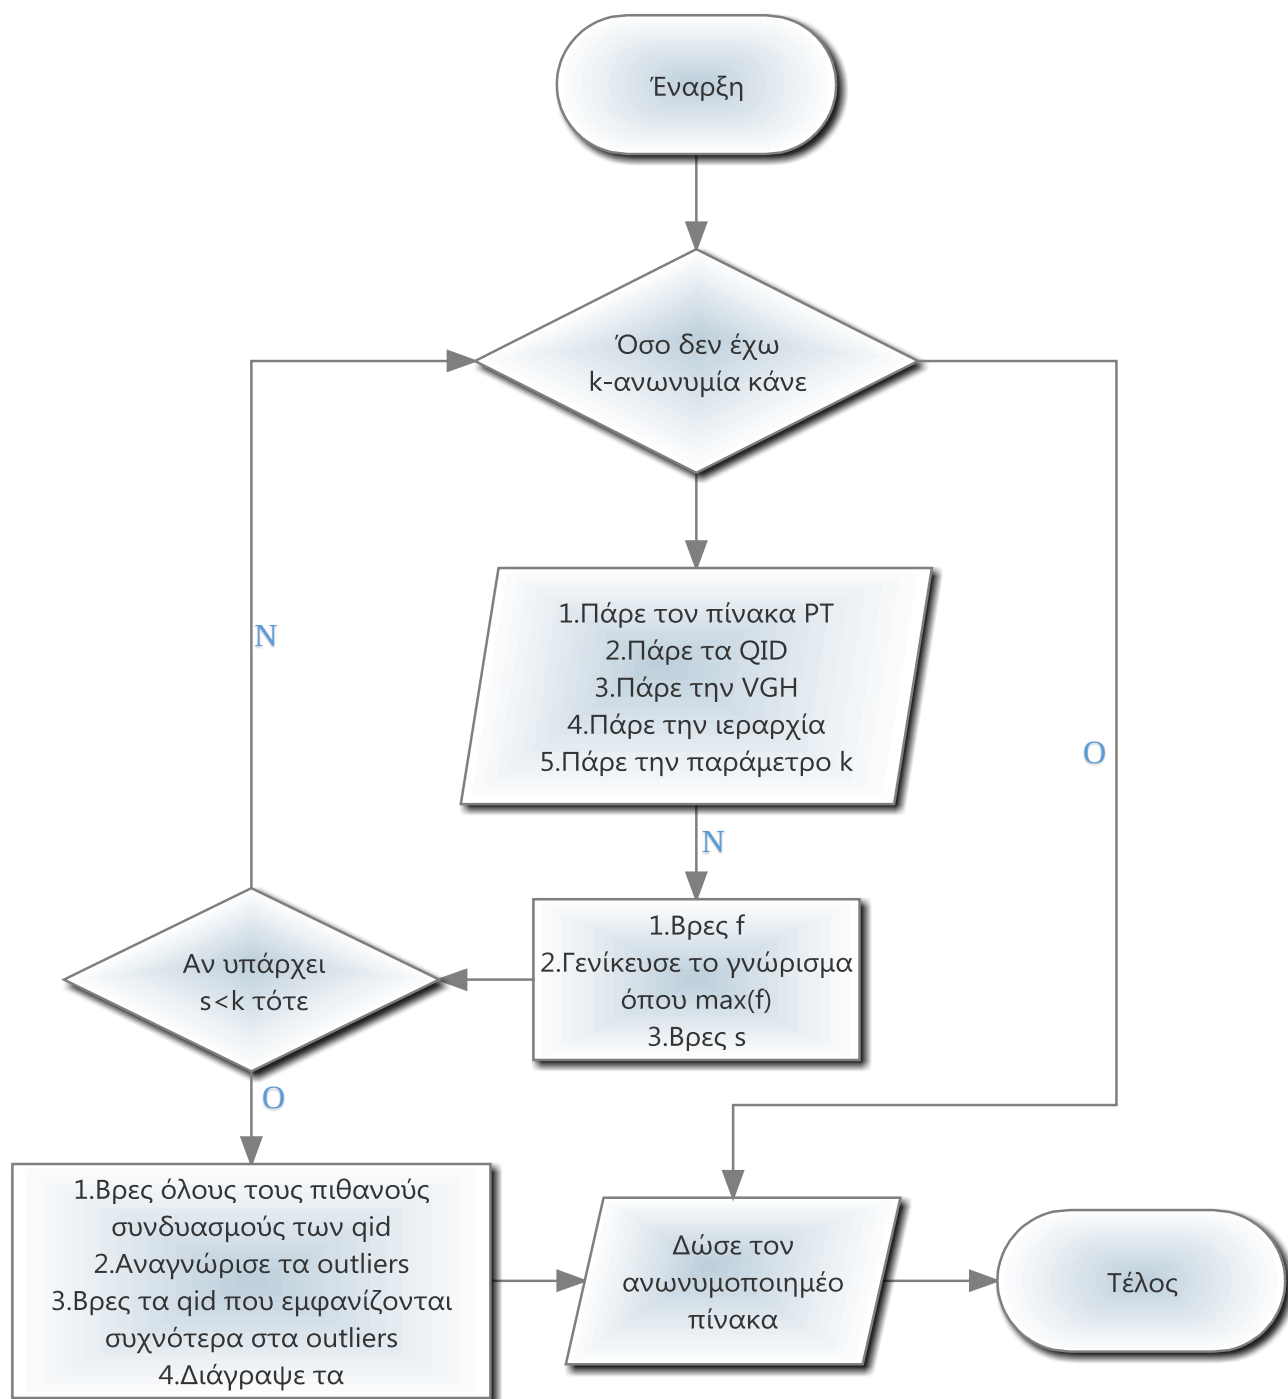 Έναρξη
Όσο δεν έχω
k-ανωνυμία κάνε
1.Πάρε τον πίνακα PT
2.Πάρε τα QID
3.Πάρε την VGH
4.Πάρε την ιεραρχία
5.Πάρε την παράμετρο k
N
O
N
1.Βρες f
2.Γενίκευσε το γνώρισμα
όπου max(f)
3.Βρες s
Αν υπάρχει
s<k τότε
O
1.Βρες όλους τους πιθανούς
συνδυασμούς των qid
2.Αναγνώρισε τα outliers
3.Βρες τα qid που εμφανίζονται
συχνότερα στα outliers
4.Διάγραψε τα
Δώσε τον
ανωνυμοποιημέο
πίνακα
Τέλος